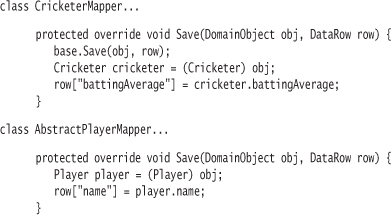 class CricketerMapper...
protected override void Save(DomainObject obj, DataRow row) {
base.Save(obj, row);
Cricketer cricketer = (Cricketer) obj;
row["battingAverage"] = cricketer.battingAverage;
}
class AbstractPlayerMapper...
protected override void Save(DomainObject obj, DataRow row) {
Player player = (Player) obj;
row["name"] = player.name;
}